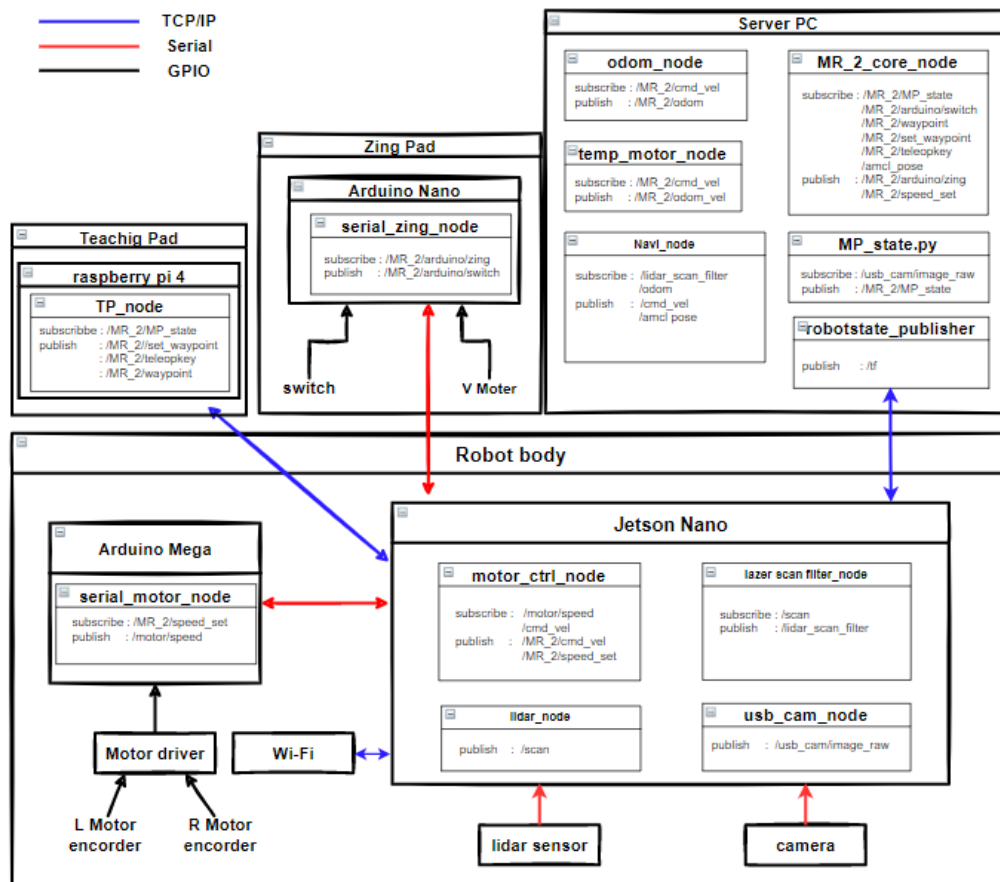 TCP/IP
Serial
GPIO
Server PC
odom_node
subscribe : /MR_2/cmd_vel
publish : /MR_2/odom
MR_2_core_node
subscribe : /MR_2/MP_state
/MR_2/arduino/switch
/MR_2/waypoint
/MR_2/set_waypoint
/MR_2/teleopkey
/amcl_pose
publish : /MR_2/arduino/zing
/MR_2/speed_set
temp_motor_node
subscribe : /MR_2/cmd_vel
publish : /MR_2/odom_vel
Navi_node
subscribe : /lidar_scan_filter
/odom
publish : /cmd_vel
/amcl pose
MP_state.py
subscribe : /usb_cam/image_raw
publish : /MR_2/MP_state
robotstate_publisher
publish : /tf
Zing Pad
Arduino Nano
serial_zing_node
subscribe : /MR_2/arduino/zing
publish : /MR_2/arduino/switch
switch
V Moter
Teachig Pad
raspberry pi 4
TP_node
subscribbe : /MR_2/MP_state
publish : /MR_2//set_waypoint
: /MR_2/teleopkey
: /MR_2/waypoint
Robot body
Arduino Mega
serial_motor_node
subscribe : /MR_2/speed_set
publish : /motor/speed
Motor driver
L Motor
encorder
R Motor
encorder
Wi-Fi
Jetson Nano
motor_ctrl_node
subscribe : /motor/speed
/cmd_vel
publish : /MR_2/cmd_vel
/MR_2/speed_set
lazer scan filter_node
subscribe : /scan
publish : /lidar_scan_filter
lidar_node
publish : /scan
usb_cam_node
publish : /usb_cam/image_raw
lidar sensor
camera